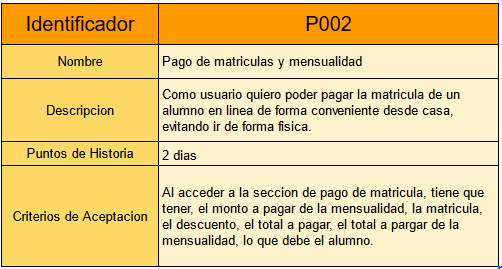 Identificador P002
Nombre Pago de matriculas y mensualidad
Descripcion
Como usuario quiero poder pagar la matricula de un
alumno en linea de forma conveniente desde casa,
evitando ir de forma fisica.
Puntos de Historia 2 dias
Criterios de Aceptacion
Al acceder a la seccion de pago de matricula, tiene que
tener, el monto a pagar de la mensualidad, la matricula,
el descuento, el total a pagar, el total a pargar de la
mensualidad, lo que debe el alumno.